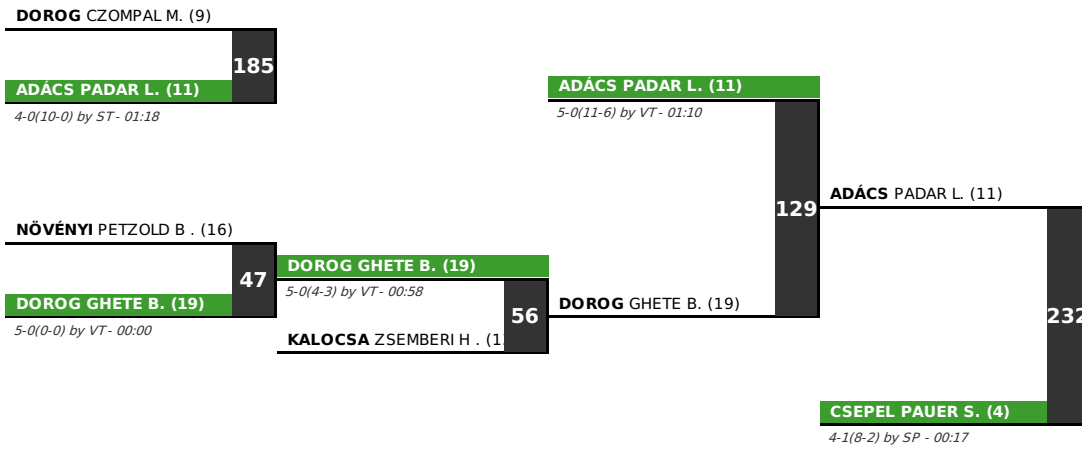 DOROG CZOMPAL M. (9)
185
ADÁCS PADAR L. (11)
4-0(10-0) by ST - 01:18
NÖVÉNYI PETZOLD B . (16)
47
DOROG GHETE B. (19)
5-0(0-0) by VT - 00:00
DOROG GHETE B. (19)
5-0(4-3) by VT - 00:58
56
KALOCSA ZSEMBERI H .
ADÁCS PADAR L. (11)
5-0(11-6) by VT - 01:10
129
DOROG GHETE B. (19)
ADÁCS PADAR L. (11)
232
CSEPEL PAUER S. (4)
4-1(8-2) by SP - 00:17